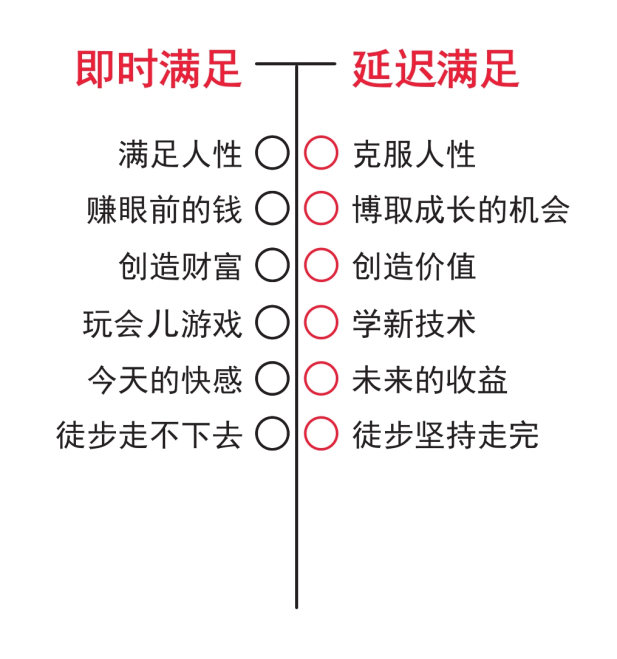 即时满足 延迟满足
满足人性 克服人性
赚眼前的钱 博取成长的机会
创造财富 创造价值
玩会儿游戏 学新技术
今天的快感 未来的收益
徒步走不下去 徒步坚持走完